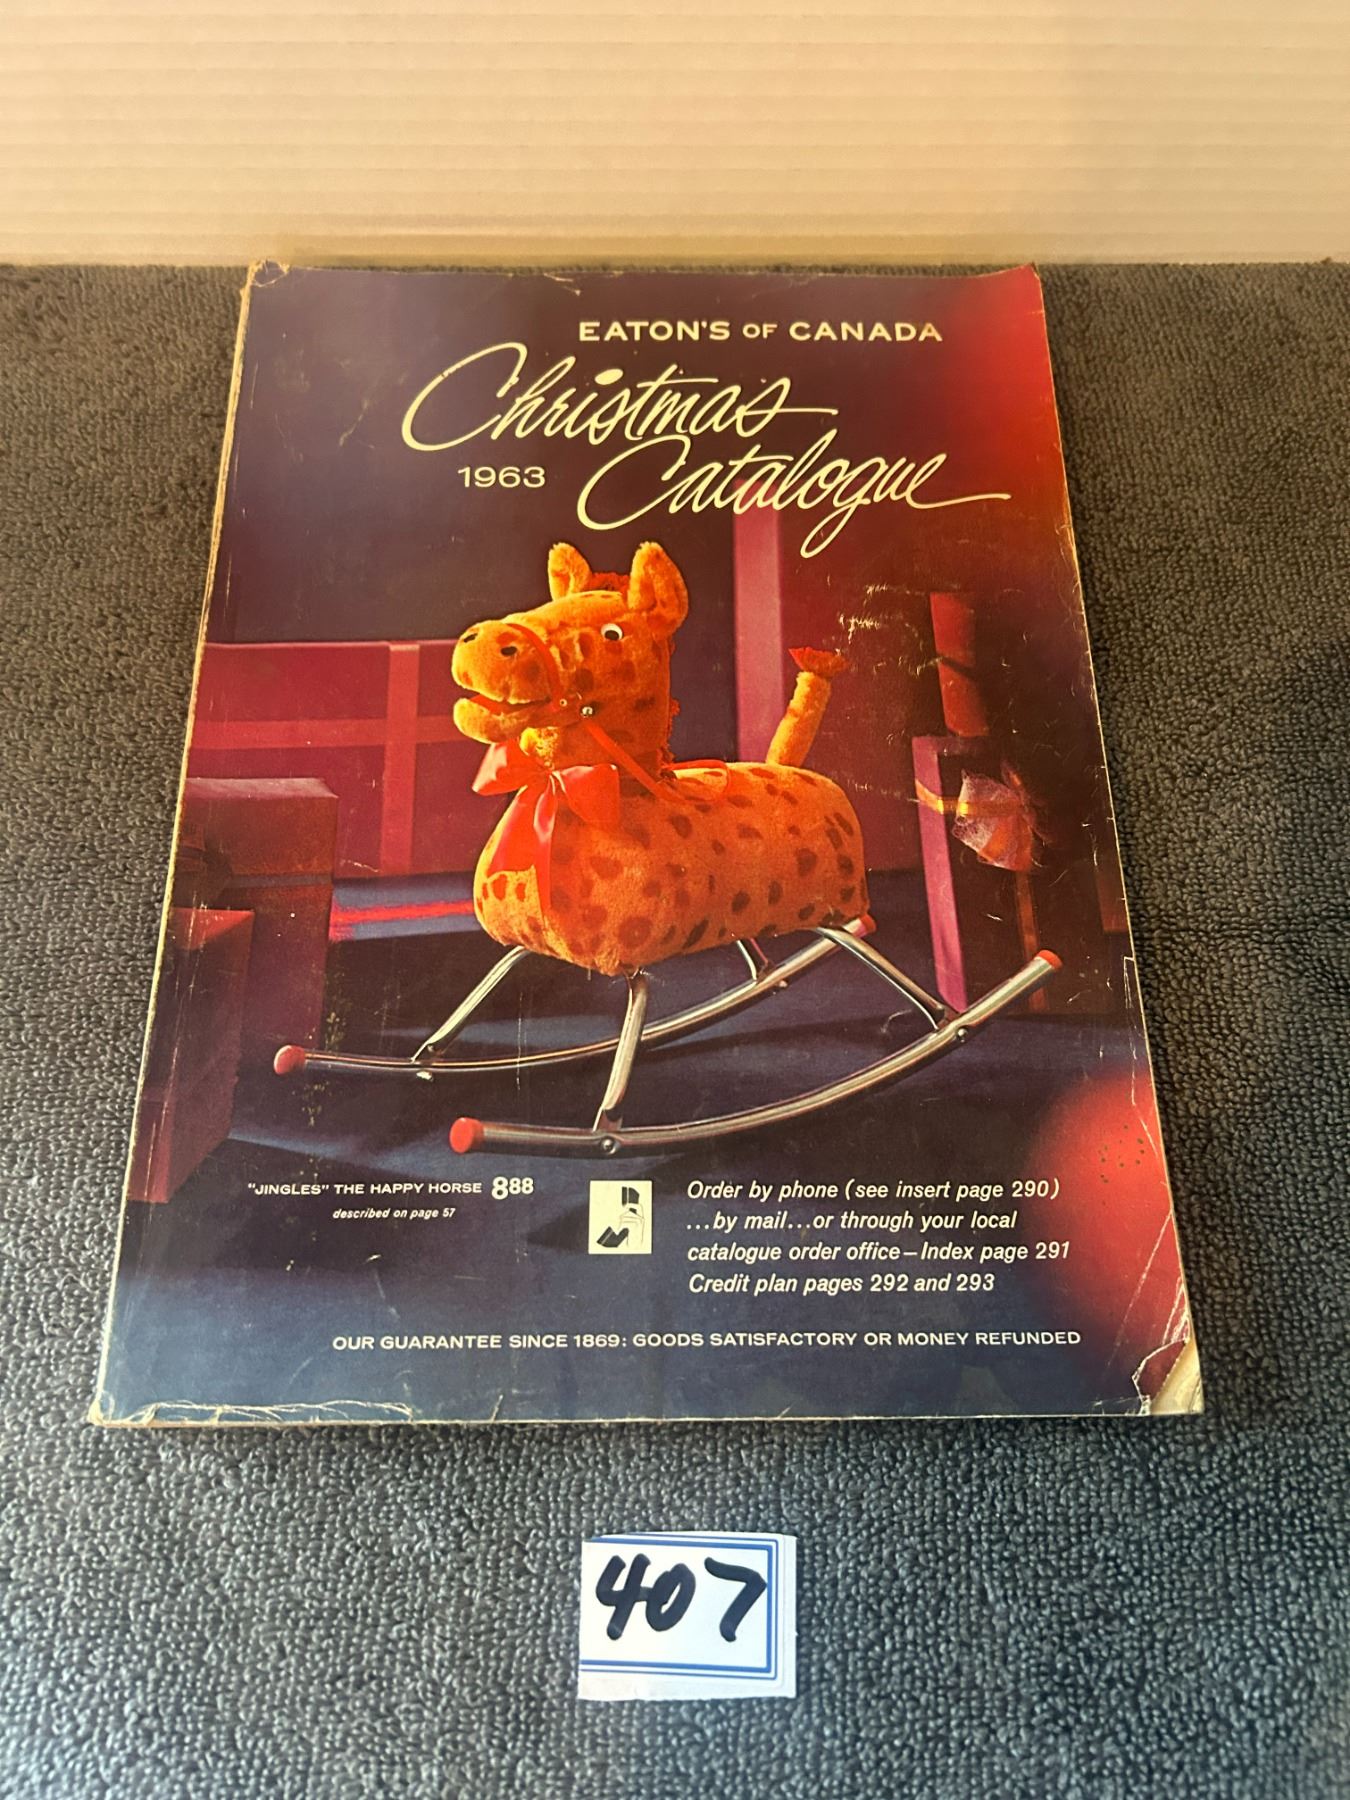 EATON'S OF CANADA
Christmas
1963 Catalogue
"JINGLES" THE HAPPY HORSE 8.88
described on page 57
Order by phone (see insert page 290)
...by mail...or through your local
catalogue order office–Index page 291
Credit plan pages 292 and 293
OUR GUARANTEE SINCE 1869: GOODS SATISFACTORY OR MONEY REFUNDED
407